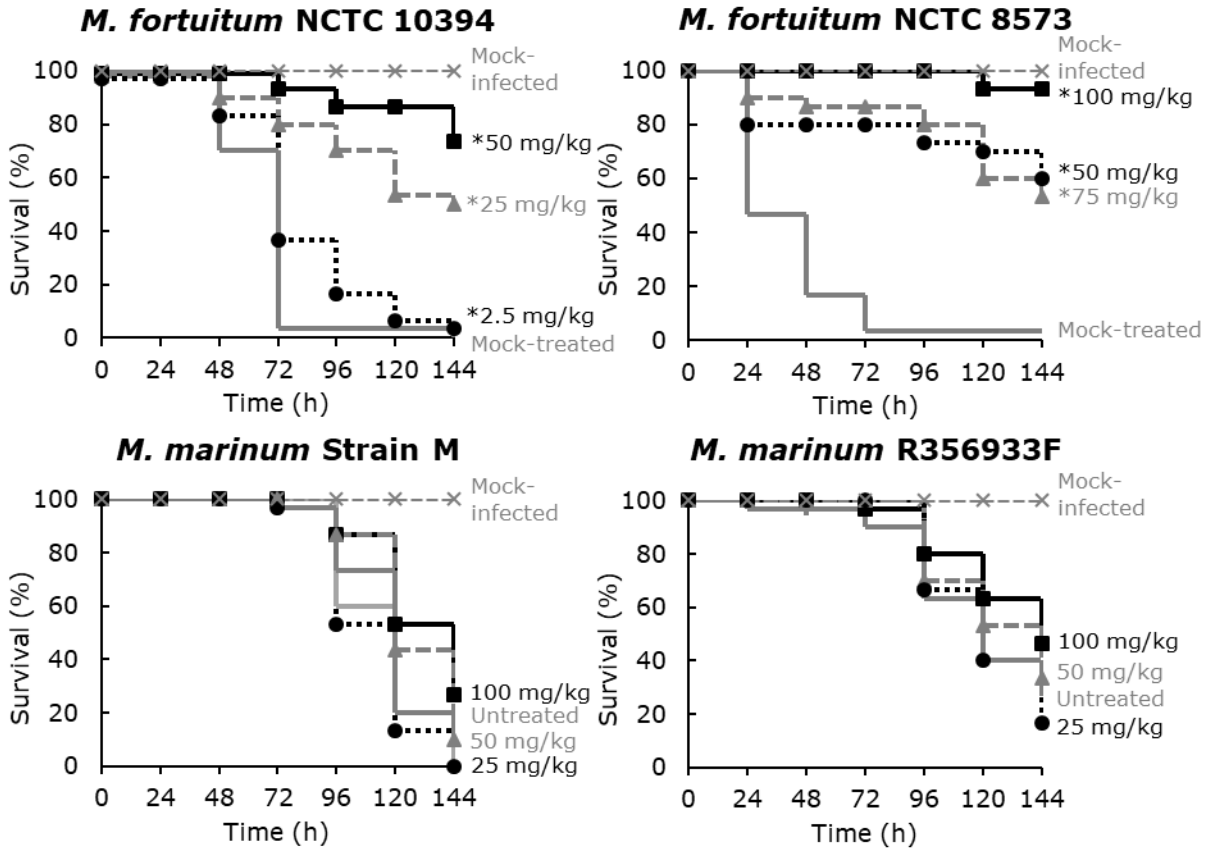 M. fortuitum NCTC 10394
Survival (%)
100
80
60
40
20
0
Mock-
infected
*50 mg/kg
*25 mg/kg
*2.5 mg/kg
Mock-treated
0 24 48 72 96 120 144
Time (h)
M. fortuitum NCTC 8573
Survival (%)
100
80
60
40
20
0
Mock-
infected
*100 mg/kg
*50 mg/kg
*75 mg/kg
Mock-treated
0 24 48 72 96 120 144
Time (h)
M. marinum Strain M
Survival (%)
100
80
60
40
20
0
Mock-
infected
100 mg/kg
Untreated
50 mg/kg
25 mg/kg
0 24 48 72 96 120 144
Time (h)
M. marinum R356933F
Survival (%)
100
80
60
40
20
0
Mock-
infected
100 mg/kg
50 mg/kg
Untreated
25 mg/kg
0 24 48 72 96 120 144
Time (h)